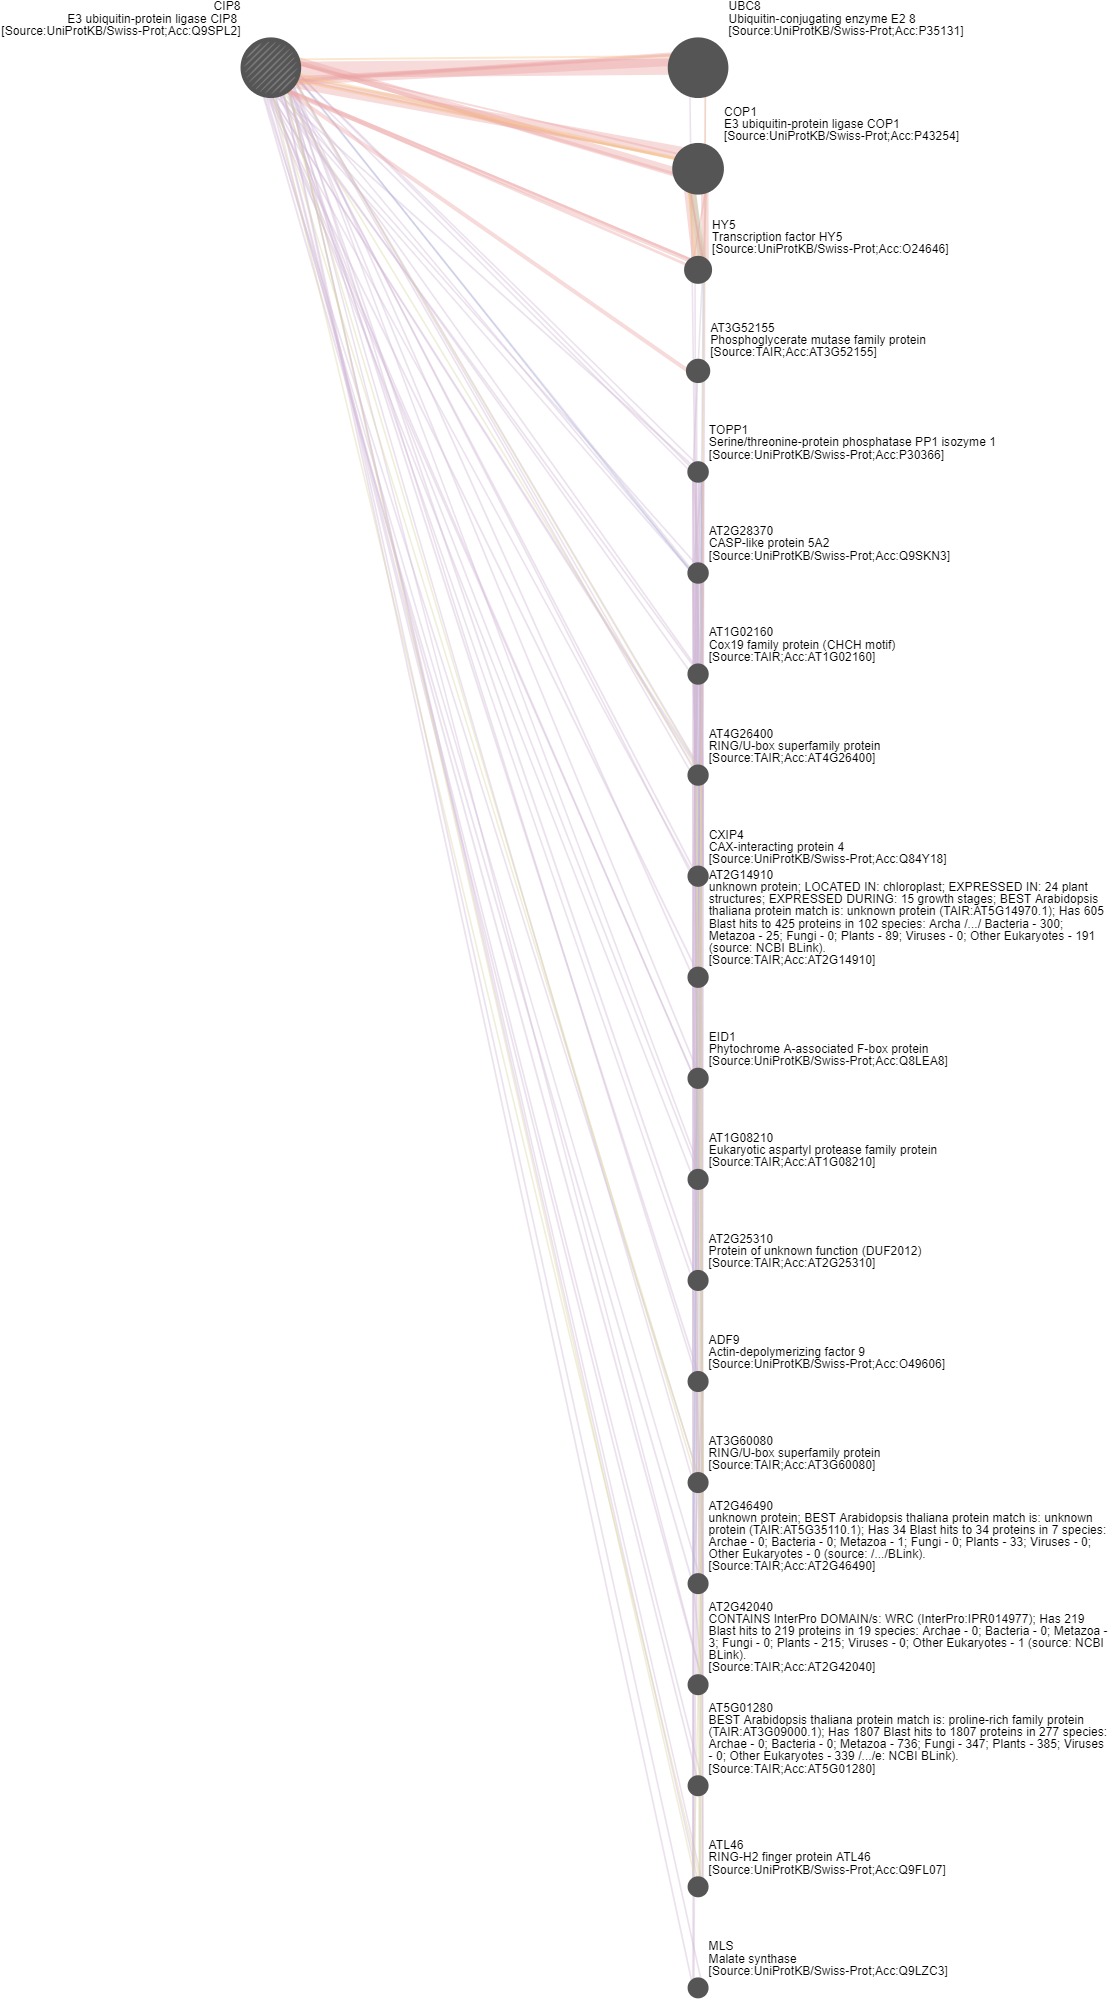 CIP8
E3 ubiquitin-protein ligase CIP8
[Source:UniProtKB/Swiss-Prot;Acc:Q9SPL2]
UBC8
Ubiquitin-conjugating enzyme E2 8
[Source:UniProtKB/Swiss-Prot;Acc:P35131]
COP1
E3 ubiquitin-protein ligase COP1
[Source:UniProtKB/Swiss-Prot;Acc:P43254]
HY5
Transcription factor HY5
[Source:UniProtKB/Swiss-Prot;Acc:O24646]
AT3G52155
Phosphoglycerate mutase family protein
[Source:TAIR;Acc:AT3G52155]
TOPP1
Serine/threonine-protein phosphatase PP1 isozyme 1
[Source:UniProtKB/Swiss-Prot;Acc:P30366]
AT2G28370
CASP-like protein 5A2
[Source:UniProtKB/Swiss-Prot;Acc:Q9SKN3]
AT1G02160
Cox19 family protein (CHCH motif)
[Source:TAIR;Acc:AT1G02160]
AT4G26400
RING/U-box superfamily protein
[Source:TAIR;Acc:AT4G26400]
CXIP4
CAX-interacting protein 4
[Source:UniProtKB/Swiss-Prot;Acc:Q84Y18]
AT2G14910
unknown protein; LOCATED IN: chloroplast; EXPRESSED IN: 24 plant
structures; EXPRESSED DURING: 15 growth stages; BEST Arabidopsis
thaliana protein match is: unknown protein (TAIR:AT5G14970.1); Has 605
Blast hits to 425 proteins in 102 species: Archa /.../ Bacteria - 300;
Metazoa - 25; Fungi - 0; Plants - 89; Viruses - 0; Other Eukaryotes - 191
(source: NCBI BLink).
[Source:TAIR;Acc:AT2G14910]
EID1
Phytochrome A-associated F-box protein
[Source:UniProtKB/Swiss-Prot;Acc:Q8LEA8]
AT1G08210
Eukaryotic aspartyl protease family protein
[Source:TAIR;Acc:AT1G08210]
AT2G25310
Protein of unknown function (DUF2012)
[Source:TAIR;Acc:AT2G25310]
ADF9
Actin-depolymerizing factor 9
[Source:UniProtKB/Swiss-Prot;Acc:O49606]
AT3G60080
RING/U-box superfamily protein
[Source:TAIR;Acc:AT3G60080]
AT2G46490
unknown protein; BEST Arabidopsis thaliana protein match is: unknown
protein (TAIR:AT5G35110.1); Has 34 Blast hits to 34 proteins in 7 species:
Archae - 0; Bacteria - 0; Metazoa - 1; Fungi - 0; Plants - 33; Viruses - 0;
Other Eukaryotes - 0 (source: /.../BLink).
[Source:TAIR;Acc:AT2G46490]
AT2G42040
CONTAINS InterPro DOMAIN/s: WRC (InterPro:IPR014977); Has 219
Blast hits to 219 proteins in 19 species: Archae - 0; Bacteria - 0; Metazoa -
3; Fungi - 0; Plants - 215; Viruses - 0; Other Eukaryotes - 1 (source: NCBI
BLink).
[Source:TAIR;Acc:AT2G42040]
AT5G01280
BEST Arabidopsis thaliana protein match is: proline-rich family protein
(TAIR:AT3G09000.1); Has 1807 Blast hits to 1807 proteins in 277 species:
Archae - 0; Bacteria - 0; Metazoa - 736; Fungi - 347; Plants - 385; Viruses
- 0; Other Eukaryotes - 339 /.../e: NCBI BLink).
[Source:TAIR;Acc:AT5G01280]
ATL46
RING-H2 finger protein ATL46
[Source:UniProtKB/Swiss-Prot;Acc:Q9FL07]
MLS
Malate synthase
[Source:UniProtKB/Swiss-Prot;Acc:Q9LZC3]